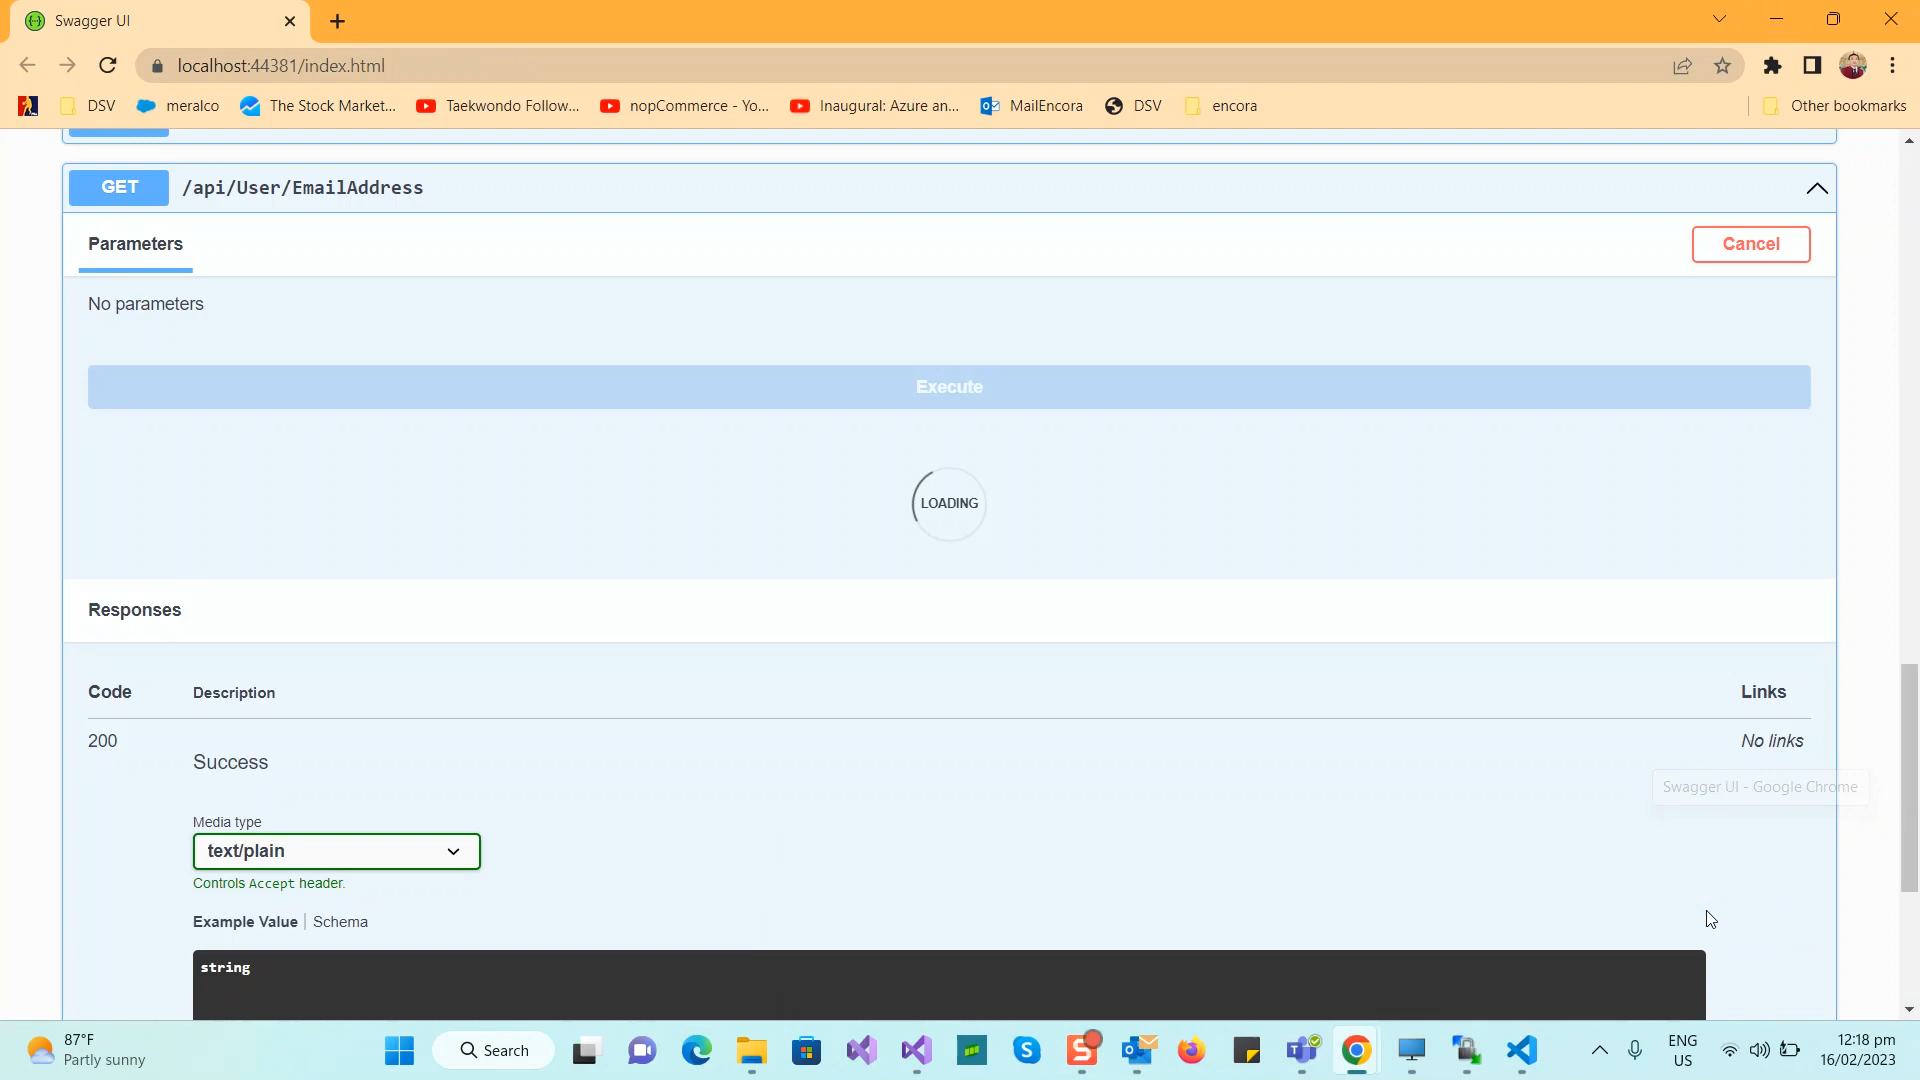 Swagger UI
localhost:44381/index.html
DSV
meralco
The Stock Market...
Taekwondo Follow...
nopCommerce - Yo...
Inaugural: Azure an...
MailEncora
DSV
encora
Other bookmarks
GET
/api/User/EmailAddress
Parameters
Cancel
No parameters
Execute
LOADING
Responses
Code
Description
Links
200
Success
No links
Swagger UI - Google Chrome
Media type
text/plain
Controls Accept header.
Example Value
Schema
string
87°F
Partly sunny
Search
ENG
US
12:18 pm
16/02/2023